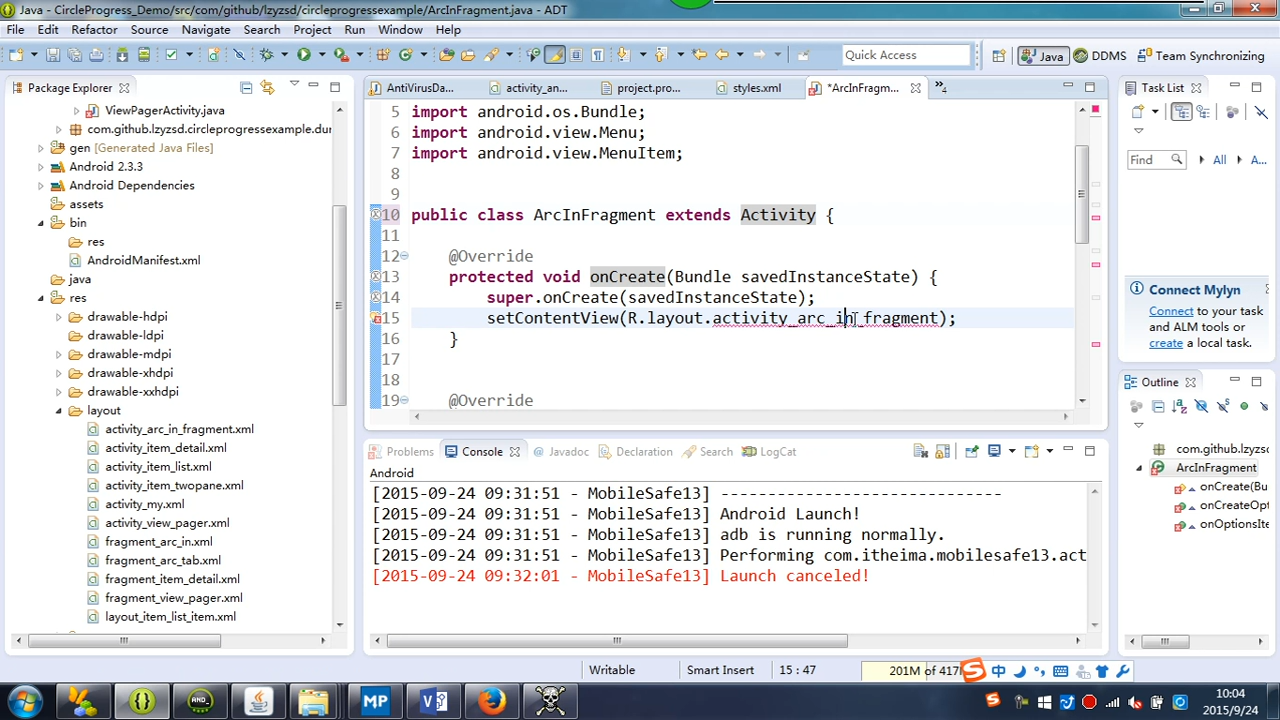 Java - CircleProgress_Demo/src/com/github/lzyzsd/circleprogressexample/ArcInFragment.java - ADT
File Edit Refactor Source Navigate Search Project Run Window Help
Quick Access
Java
DDMS
Team Synchronizing
Package Explorer
ViewPagerActivity.java
com.github.lzyzsd.circleprogressexample.dur
gen [Generated Java Files]
Android 2.3.3
Android Dependencies
assets
bin
res
AndroidManifest.xml
java
res
drawable-hdpi
drawable-ldpi
drawable-mdpi
drawable-xhdpi
drawable-xxhdpi
layout
activity_arc_in_fragment.xml
activity_item_detail.xml
activity_item_list.xml
activity_item_twopane.xml
activity_my.xml
activity_view_pager.xml
fragment_arc_in.xml
fragment_arc_tab.xml
fragment_item_detail.xml
fragment_view_pager.xml
layout_item_list_item.xml
AntiVirusDa...
activity_an...
project.pro...
styles.xml
*ArcInFragm...
5 import android.os.Bundle;
6 import android.view.Menu;
7 import android.view.MenuItem;
8
9
10 public class ArcInFragment extends Activity {
11
12 @Override
13 protected void onCreate(Bundle savedInstanceState) {
14 super.onCreate(savedInstanceState);
15 setContentView(R.layout.activity_arc_in_fragment);
16 }
17
18
19 @Override
Problems Console Javadoc Declaration Search LogCat
Android
[2015-09-24 09:31:51 - MobileSafe13] ------------------------------
[2015-09-24 09:31:51 - MobileSafe13] Android Launch!
[2015-09-24 09:31:51 - MobileSafe13] adb is running normally.
[2015-09-24 09:31:51 - MobileSafe13] Performing com.itheima.mobilesafe13.act
[2015-09-24 09:32:01 - MobileSafe13] Launch canceled!
Task List
Find All A...
Connect Mylyn
Connect to your task
and ALM tools or
create a local task.
Outline
com.github.lzyzsd
ArcInFragment
onCreate(Bu
onCreateOpt
onOptionsIte
Writable
Smart Insert
15 : 47
201M of 417M
中
10:04
2015/9/24